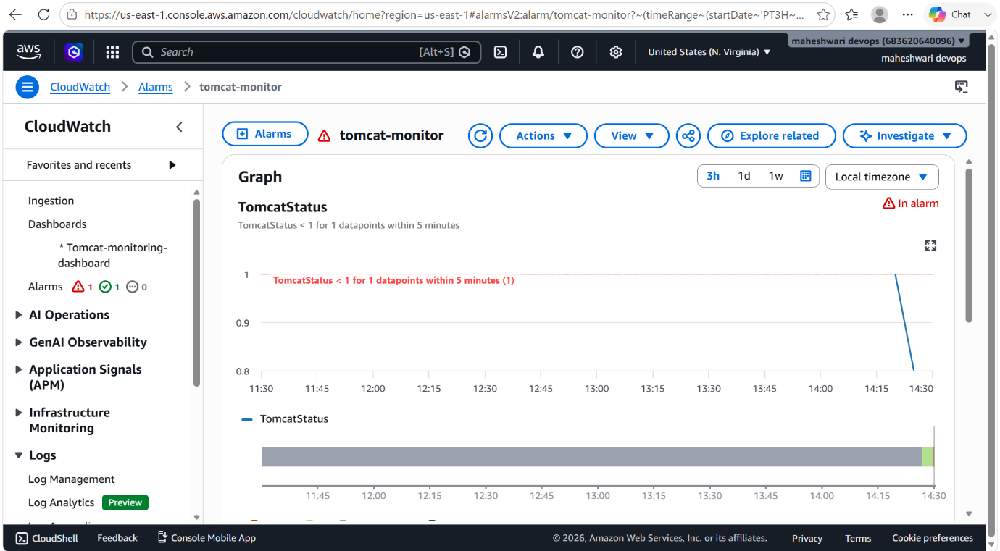 https://us-east-1.console.aws.amazon.com/cloudwatch/home?region=us-east-1#alarmsV2:alarm/tomcat-monitor?~(timeRange~(startDate~'PT3H~...
Chat
aws
Search [Alt+S]
United States (N. Virginia)
maheshwari devops (683620640096)
maheshwari devops
CloudWatch > Alarms > tomcat-monitor
CloudWatch
Favorites and recents
Ingestion
Dashboards
* Tomcat-monitoring-
dashboard
Alarms 1 1 0
AI Operations
GenAI Observability
Application Signals
(APM)
Infrastructure
Monitoring
Logs
Log Management
Log Analytics Preview
Alarms
tomcat-monitor
Actions
View
Explore related
Investigate
Graph
3h 1d 1w
Local timezone
TomcatStatus
In alarm
TomcatStatus < 1 for 1 datapoints within 5 minutes
1
TomcatStatus < 1 for 1 datapoints within 5 minutes (1)
0.9
0.8
11:30 11:45 12:00 12:15 12:30 12:45 13:00 13:15 13:30 13:45 14:00 14:15 14:30
TomcatStatus
11:45 12:00 12:15 12:30 12:45 13:00 13:15 13:30 13:45 14:00 14:15 14:30
CloudShell Feedback Console Mobile App © 2026, Amazon Web Services, Inc. or its affiliates. Privacy Terms Cookie preferences